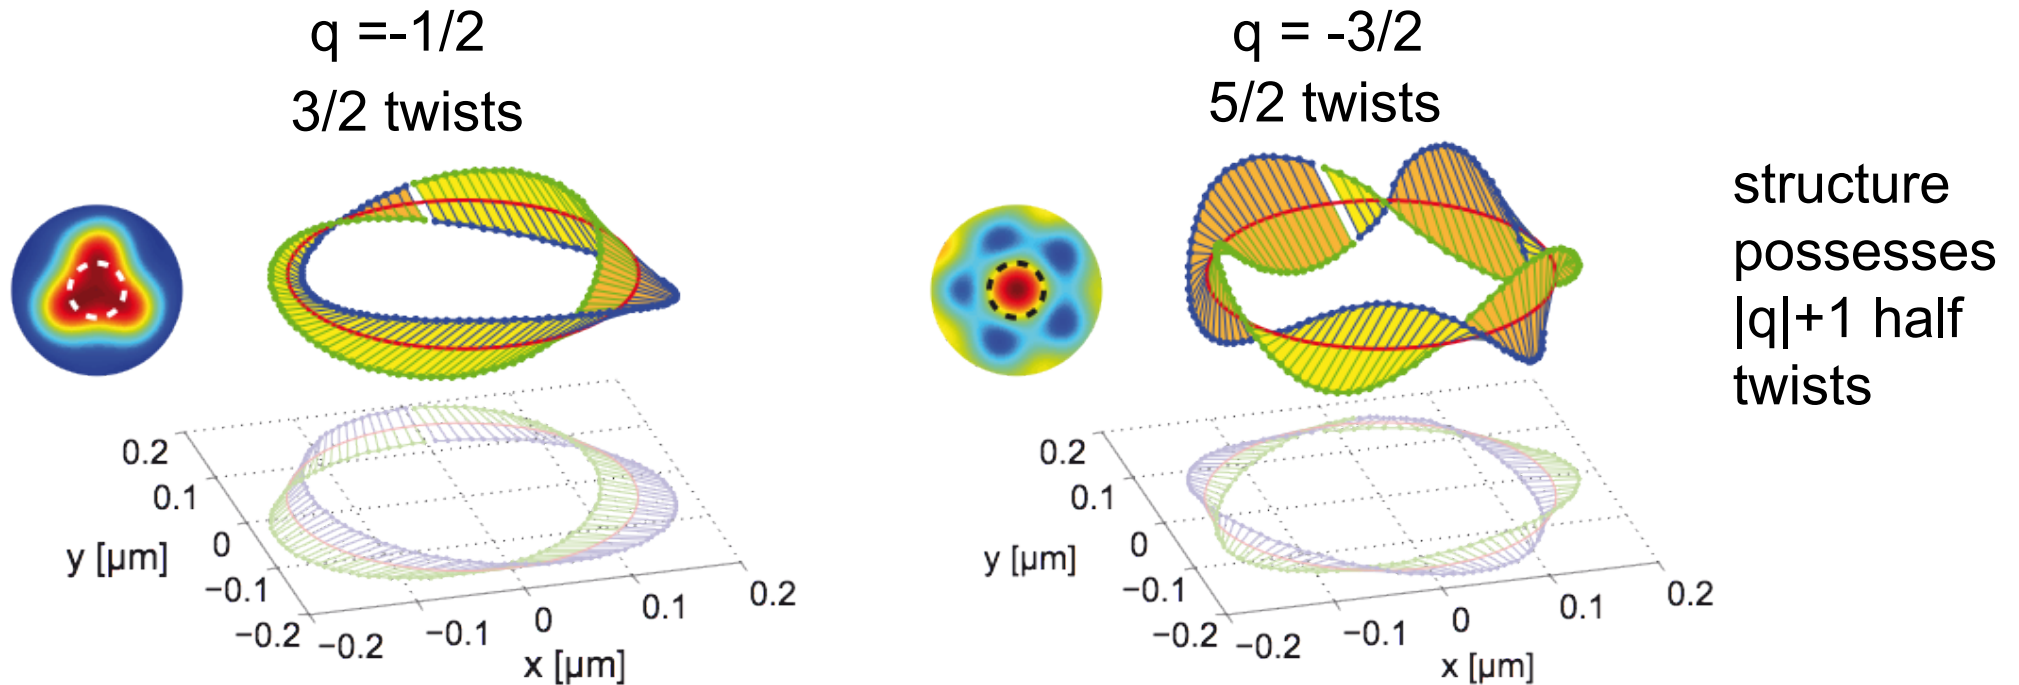 q =-1/2
3/2 twists
0.2
0.1
0
−0.1
−0.2
y [μm]
−0.2
−0.1
0
0.1
0.2
x [μm]
q = -3/2
5/2 twists
0.2
0.1
0
−0.1
−0.2
y [μm]
−0.2
−0.1
0
0.1
0.2
x [μm]
structure
possesses
|q|+1 half
twists